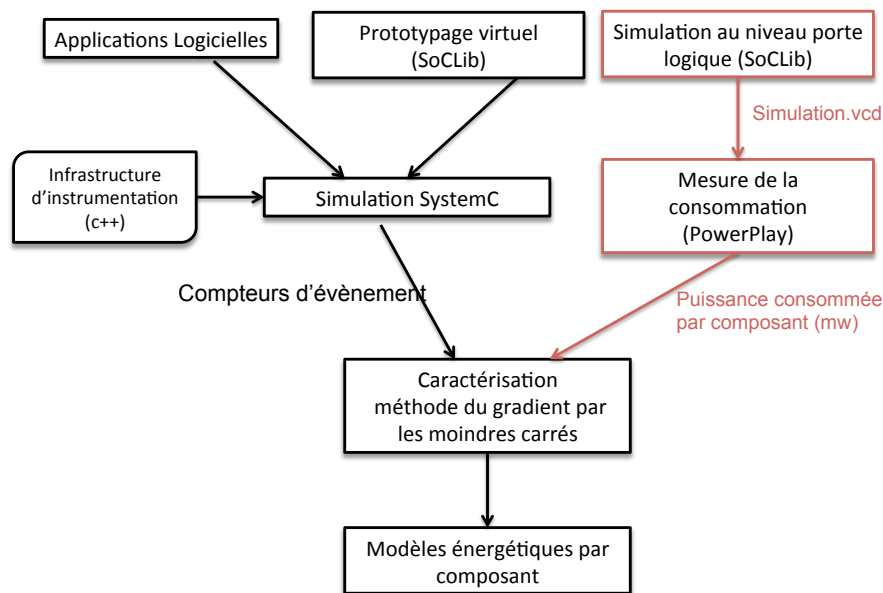 Applications Logicielles
Prototypage virtuel
(SoCLib)
Simulation au niveau porte
logique (SoCLib)
Simulation.vcd
Infrastructure
d’instrumentation
(c++)
Simulation SystemC
Mesure de la
consommation
(PowerPlay)
Compteurs d’évènement
Puissance consommée
par composant (mw)
Caractérisation
méthode du gradient par
les moindres carrés
Modèles énergétiques par
composant